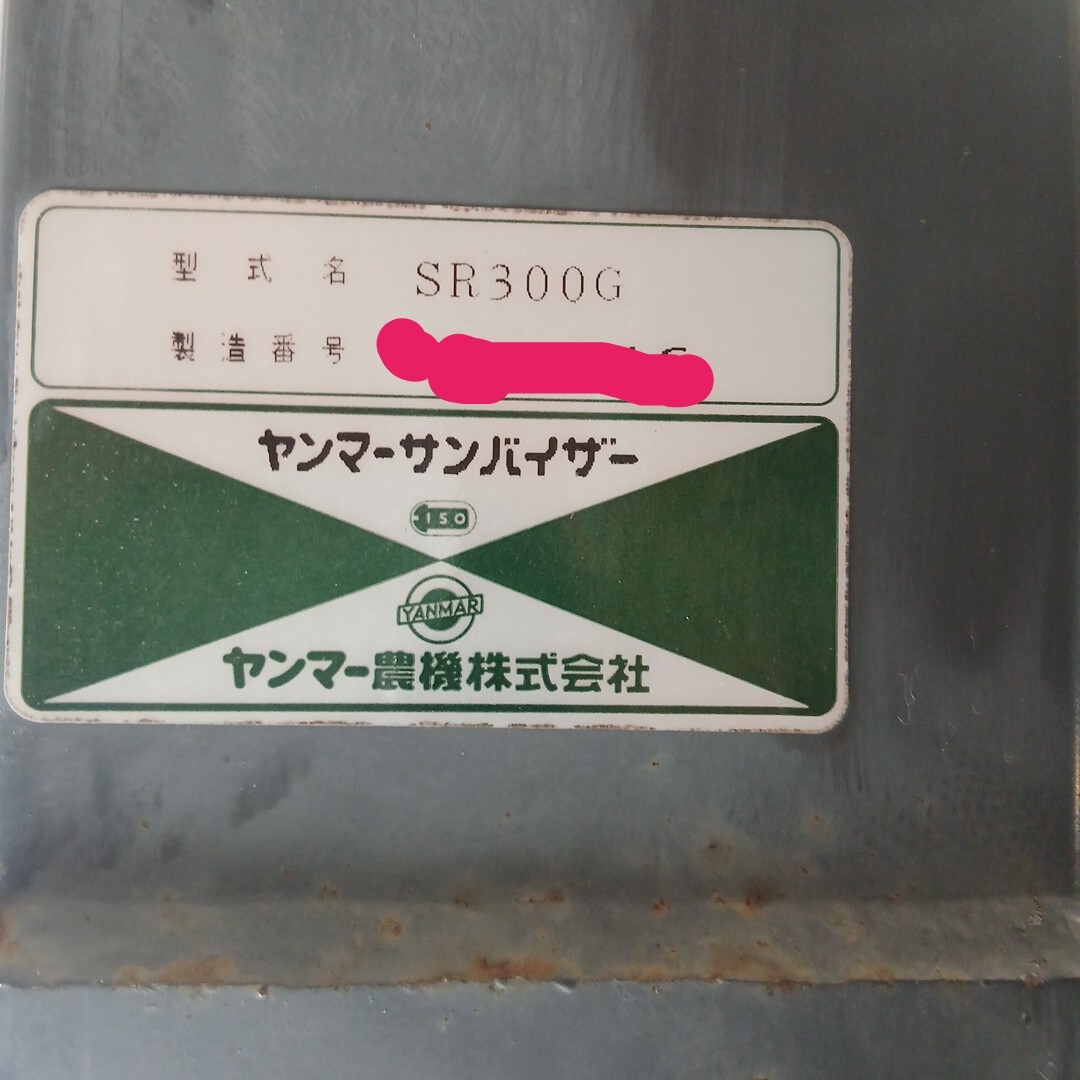 型式名 SR300G
製造番号
ヤンマーサンバイザー
ISO
YANMAR
ヤンマー農機株式会社